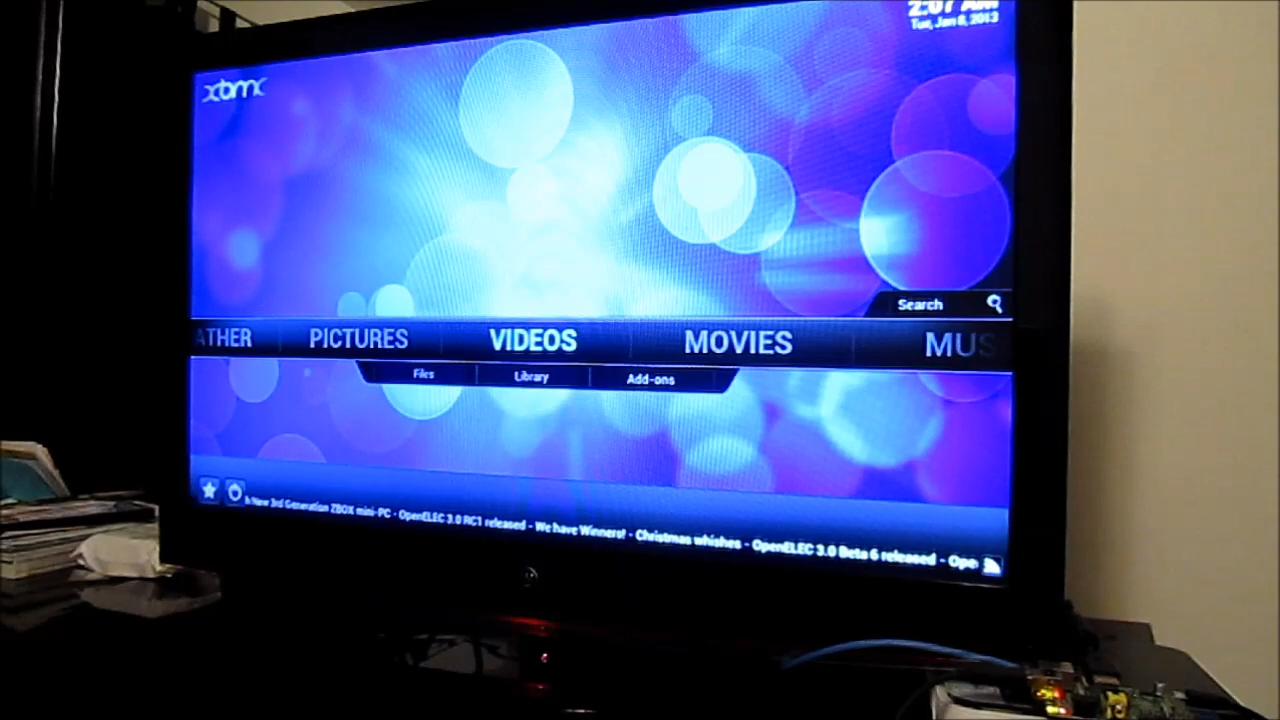 2:07 AM
Tue, Jan 8, 2013
xbmc
Search
ATHER PICTURES VIDEOS MOVIES MUS
Files Library Add-ons
h New 3rd Generation ZBOX mini-PC - OpenELEC 3.0 RC1 released - We have Winners! - Christmas whishes - OpenELEC 3.0 Beta 6 released - Ope